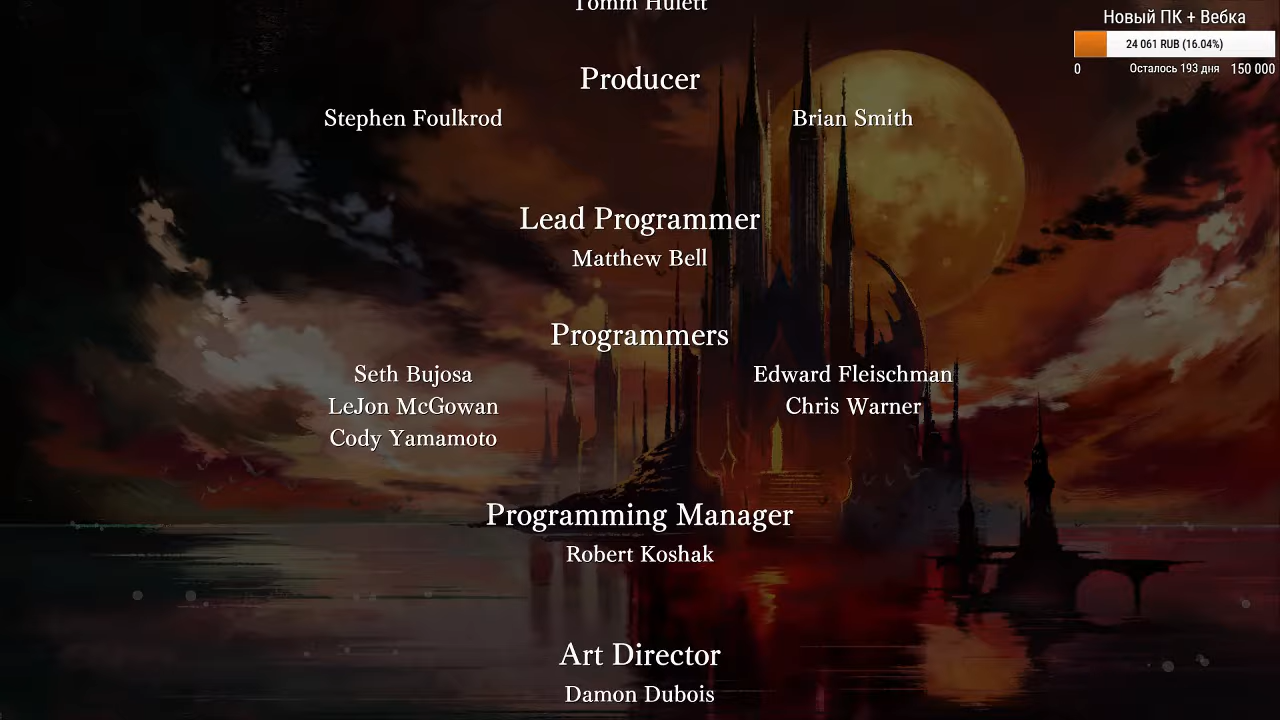 Tomm Hulett
Producer
Stephen Foulkrod
Brian Smith
Lead Programmer
Matthew Bell
Programmers
Seth Bujosa
Edward Fleischman
LeJon McGowan
Chris Warner
Cody Yamamoto
Programming Manager
Robert Koshak
Art Director
Damon Dubois
Новый ПК + Вебка
24 061 RUB (16.04%)
0 Осталось 193 дня 150 000